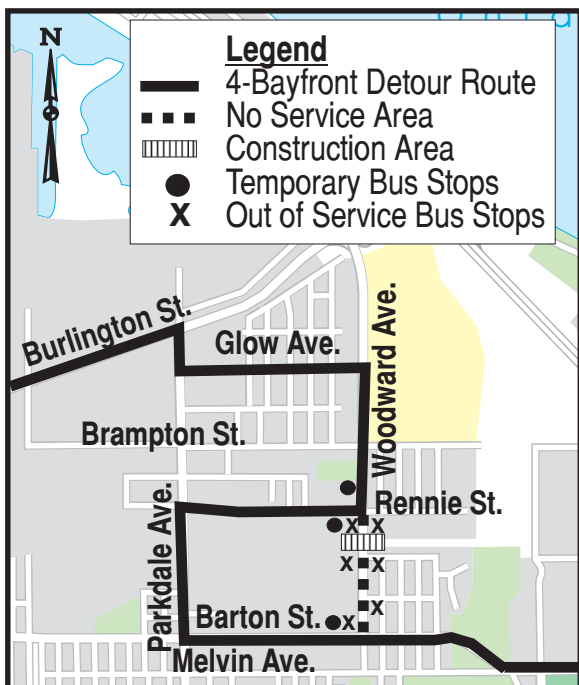 N
Legend
4-Bayfront Detour Route
No Service Area
Construction Area
Temporary Bus Stops
X Out of Service Bus Stops
Burlington St.
Glow Ave.
Woodward Ave.
Brampton St.
Rennie St.
X X
X X
Parkdale Ave.
X
Barton St.
X
Melvin Ave.